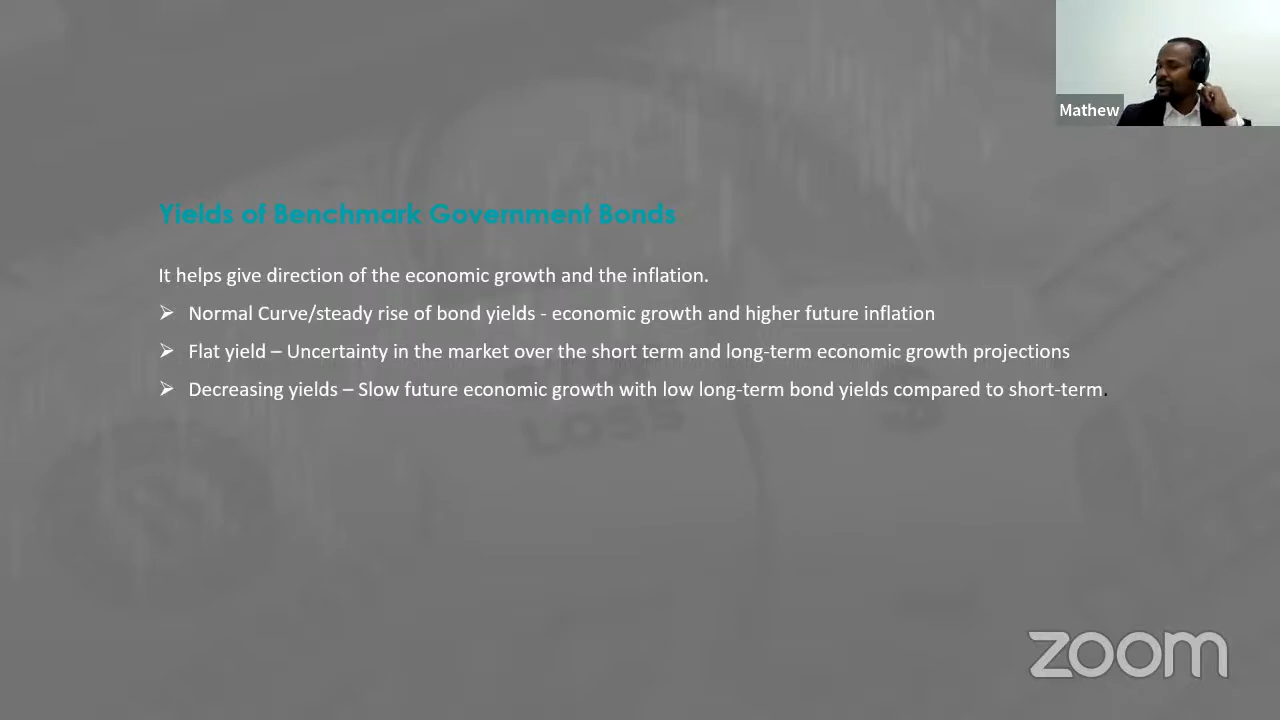 Mathew
Yields of Benchmark Government Bonds
It helps give direction of the economic growth and the inflation.
➢ Normal Curve/steady rise of bond yields - economic growth and higher future inflation
➢ Flat yield – Uncertainty in the market over the short term and long-term economic growth projections
➢ Decreasing yields – Slow future economic growth with low long-term bond yields compared to short-term.
LOSS
zoom